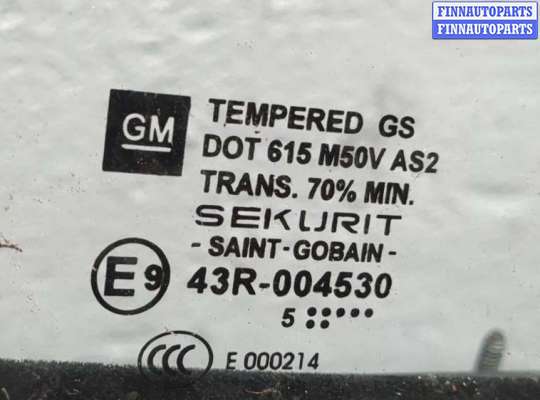 FINNAUTOPARTS
FINNAUTOPARTS
GM
TEMPERED GS
DOT 615 M50V AS2
TRANS. 70% MIN.
SEKURIT
- SAINT-GOBAIN -
E9 43R-004530
5
CCC E 000214